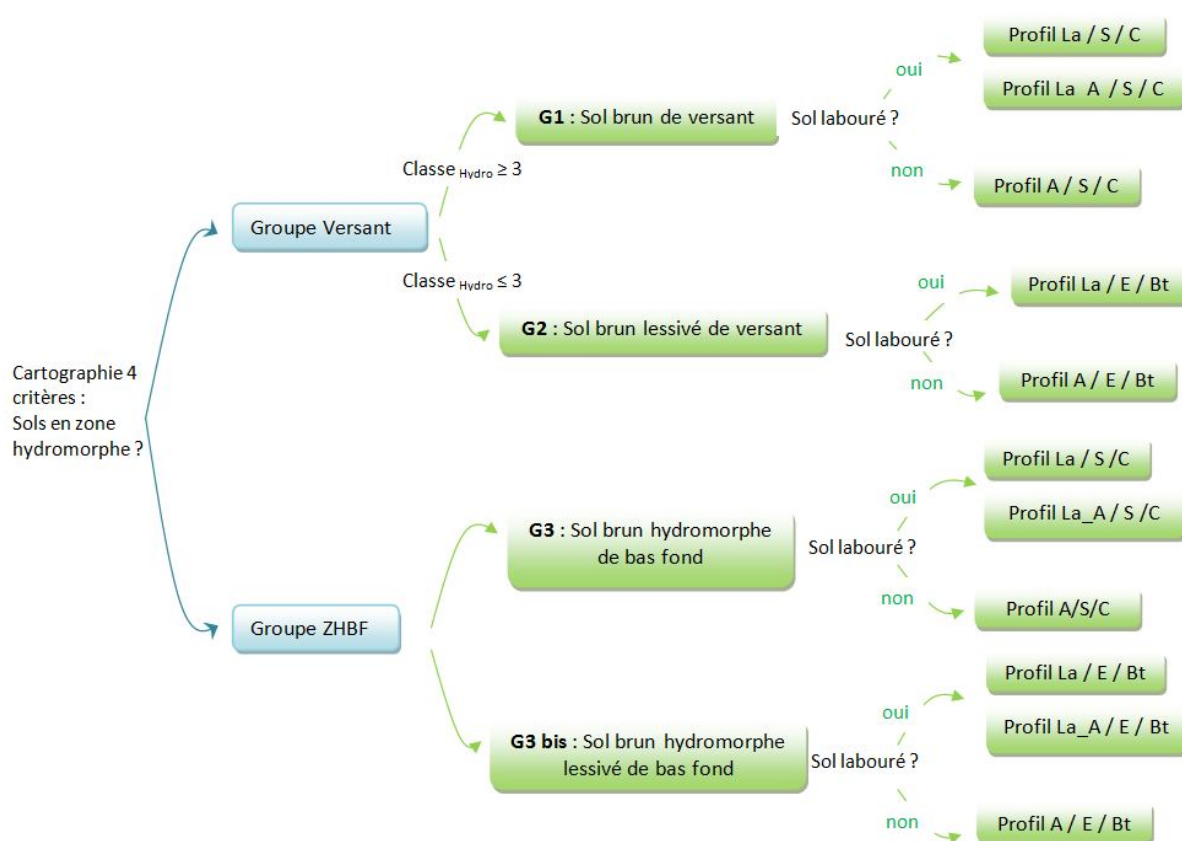 Cartographie 4
critères :
Sols en zone
hydromorphe ?
Groupe Versant
Classe Hydro ≥ 3
G1 : Sol brun de versant
Sol labouré ?
oui
Profil La / S / C
Profil La A / S / C
non
Profil A / S / C
Classe Hydro ≤ 3
G2 : Sol brun lessivé de versant
Sol labouré ?
oui
Profil La / E / Bt
non
Profil A / E / Bt
Groupe ZHBF
G3 : Sol brun hydromorphe
de bas fond
Sol labouré ?
oui
Profil La / S /C
Profil La_A / S /C
non
Profil A/S/C
G3 bis : Sol brun hydromorphe
lessivé de bas fond
Sol labouré ?
oui
Profil La / E / Bt
Profil La_A / E / Bt
non
Profil A / E / Bt